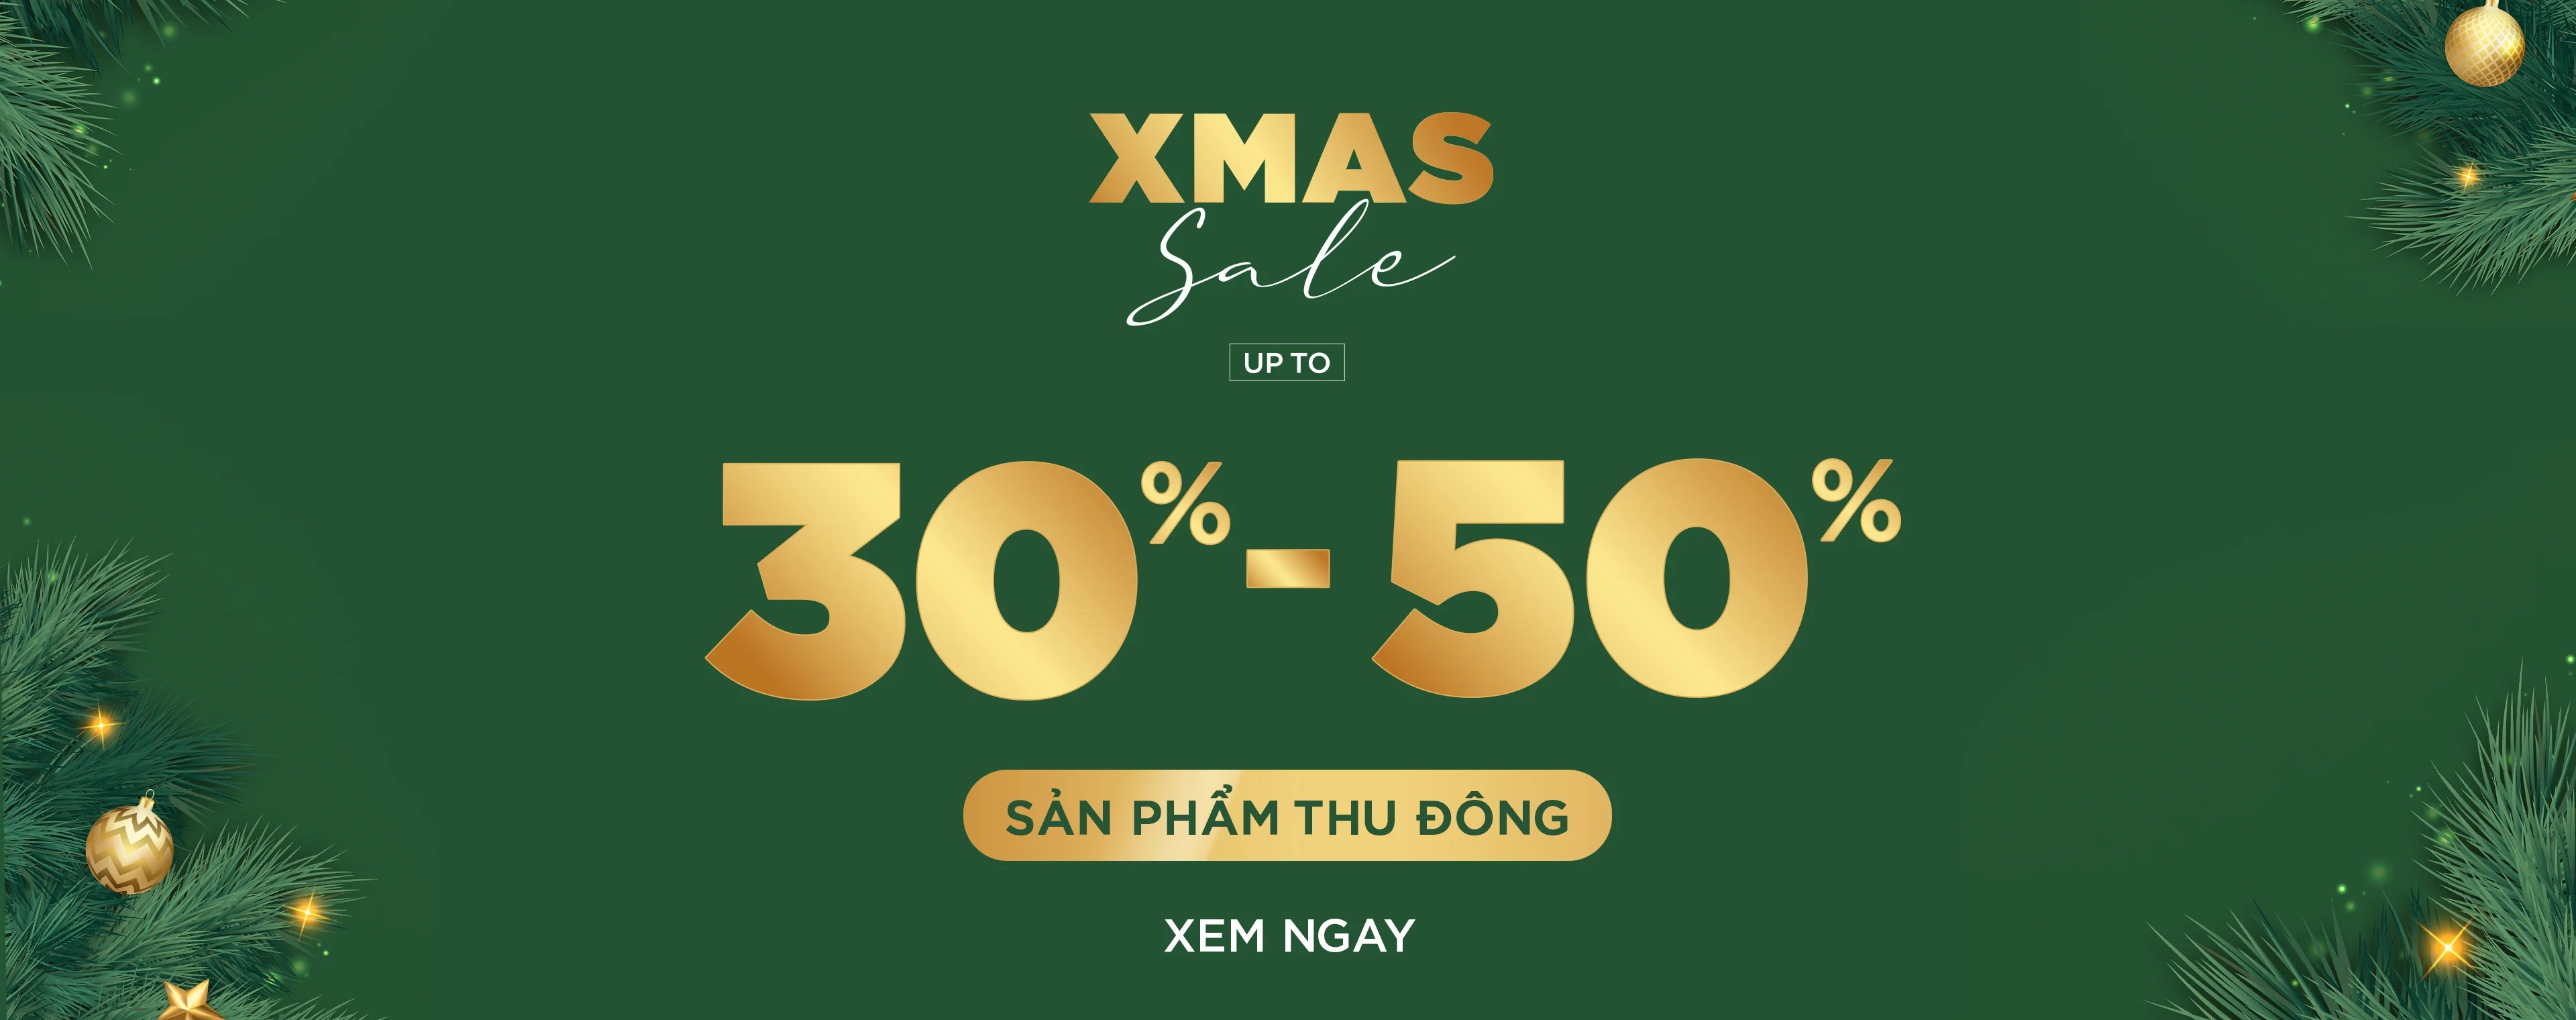 XMAS
Sale
UP TO
30% - 50%
SẢN PHẨM THU ĐÔNG
XEM NGAY